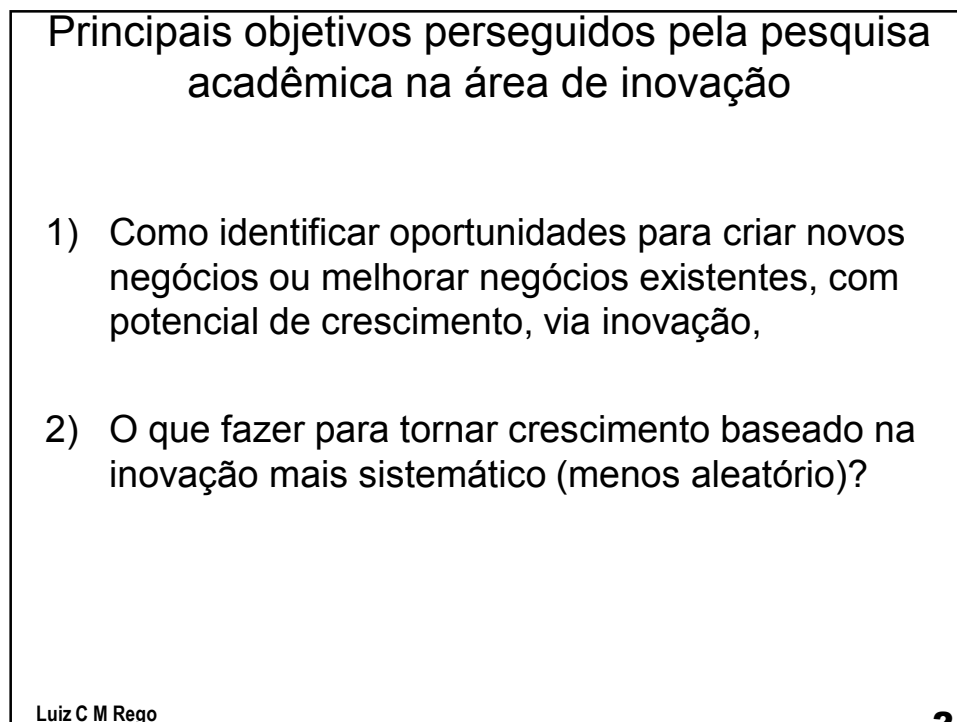 Principais objetivos perseguidos pela pesquisa
acadêmica na área de inovação
1) Como identificar oportunidades para criar novos
negócios ou melhorar negócios existentes, com
potencial de crescimento, via inovação,
2) O que fazer para tornar crescimento baseado na
inovação mais sistemático (menos aleatório)?
Luiz C M Rego